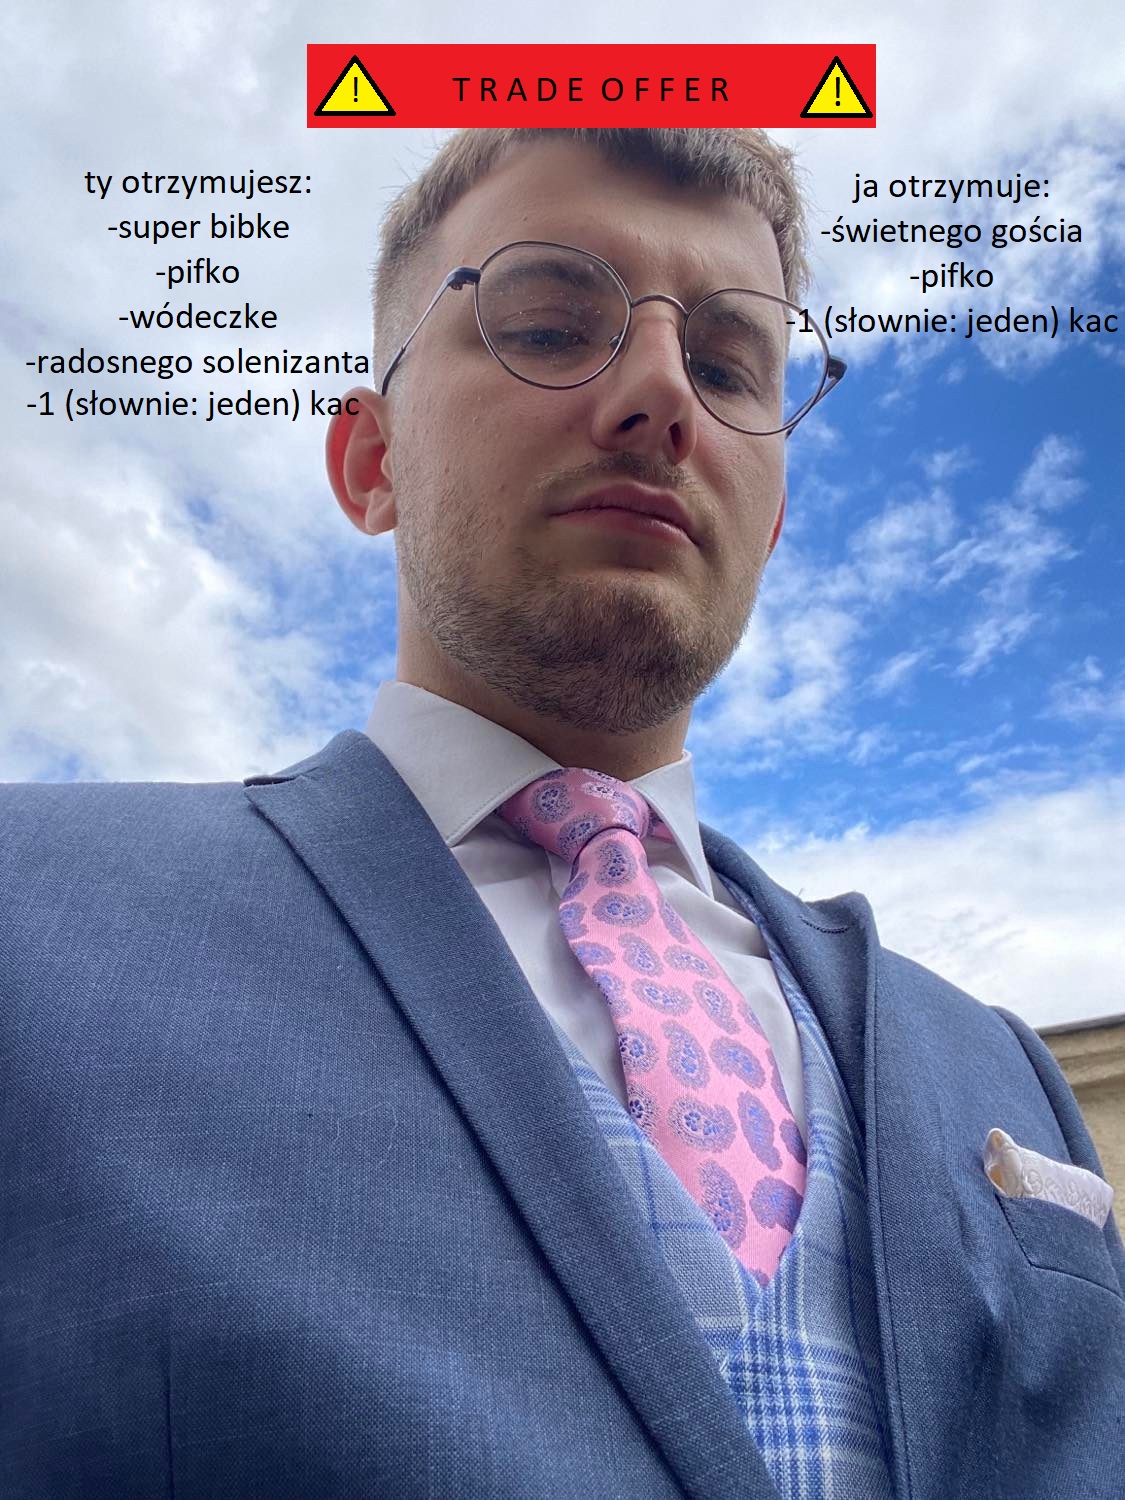 ! TRADE OFFER !
ty otrzymujesz:
-super bibke
-pifko
-wódeczke
-radosnego solenizanta
-1 (słownie: jeden) kac
ja otrzymuje:
-świetnego gościa
-pifko
-1 (słownie: jeden) kac